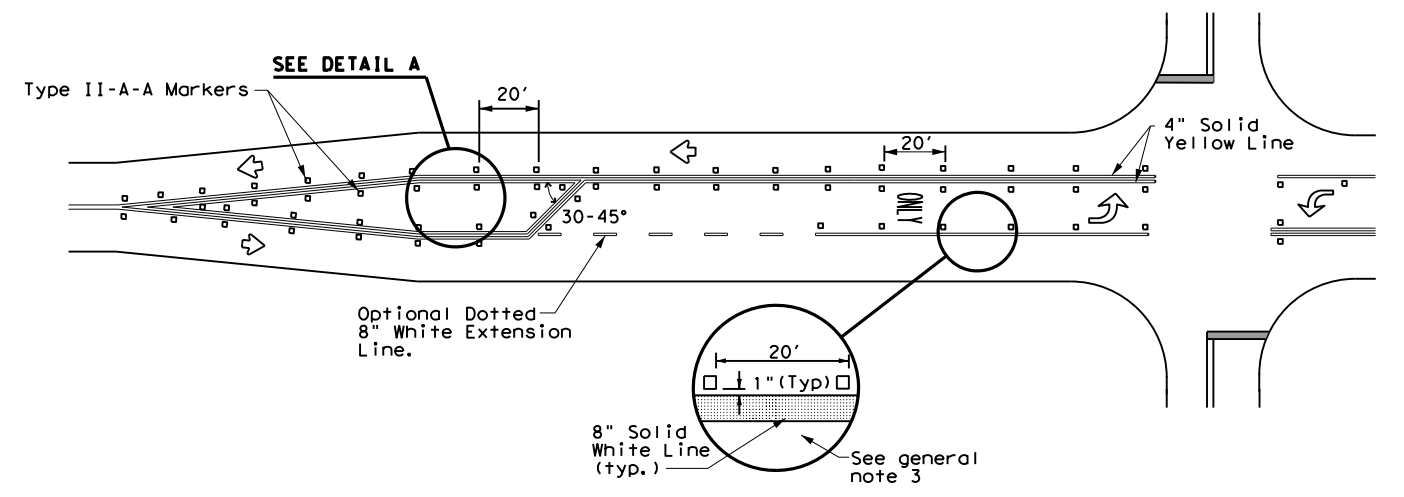 SEE DETAIL A
Type II-A-A Markers
20'
20'
4" Solid
Yellow Line
ONLY
30-45°
Optional Dotted
8" White Extension
Line.
20'
1"(Typ)
8" Solid
White Line
(typ.)
See general
note 3